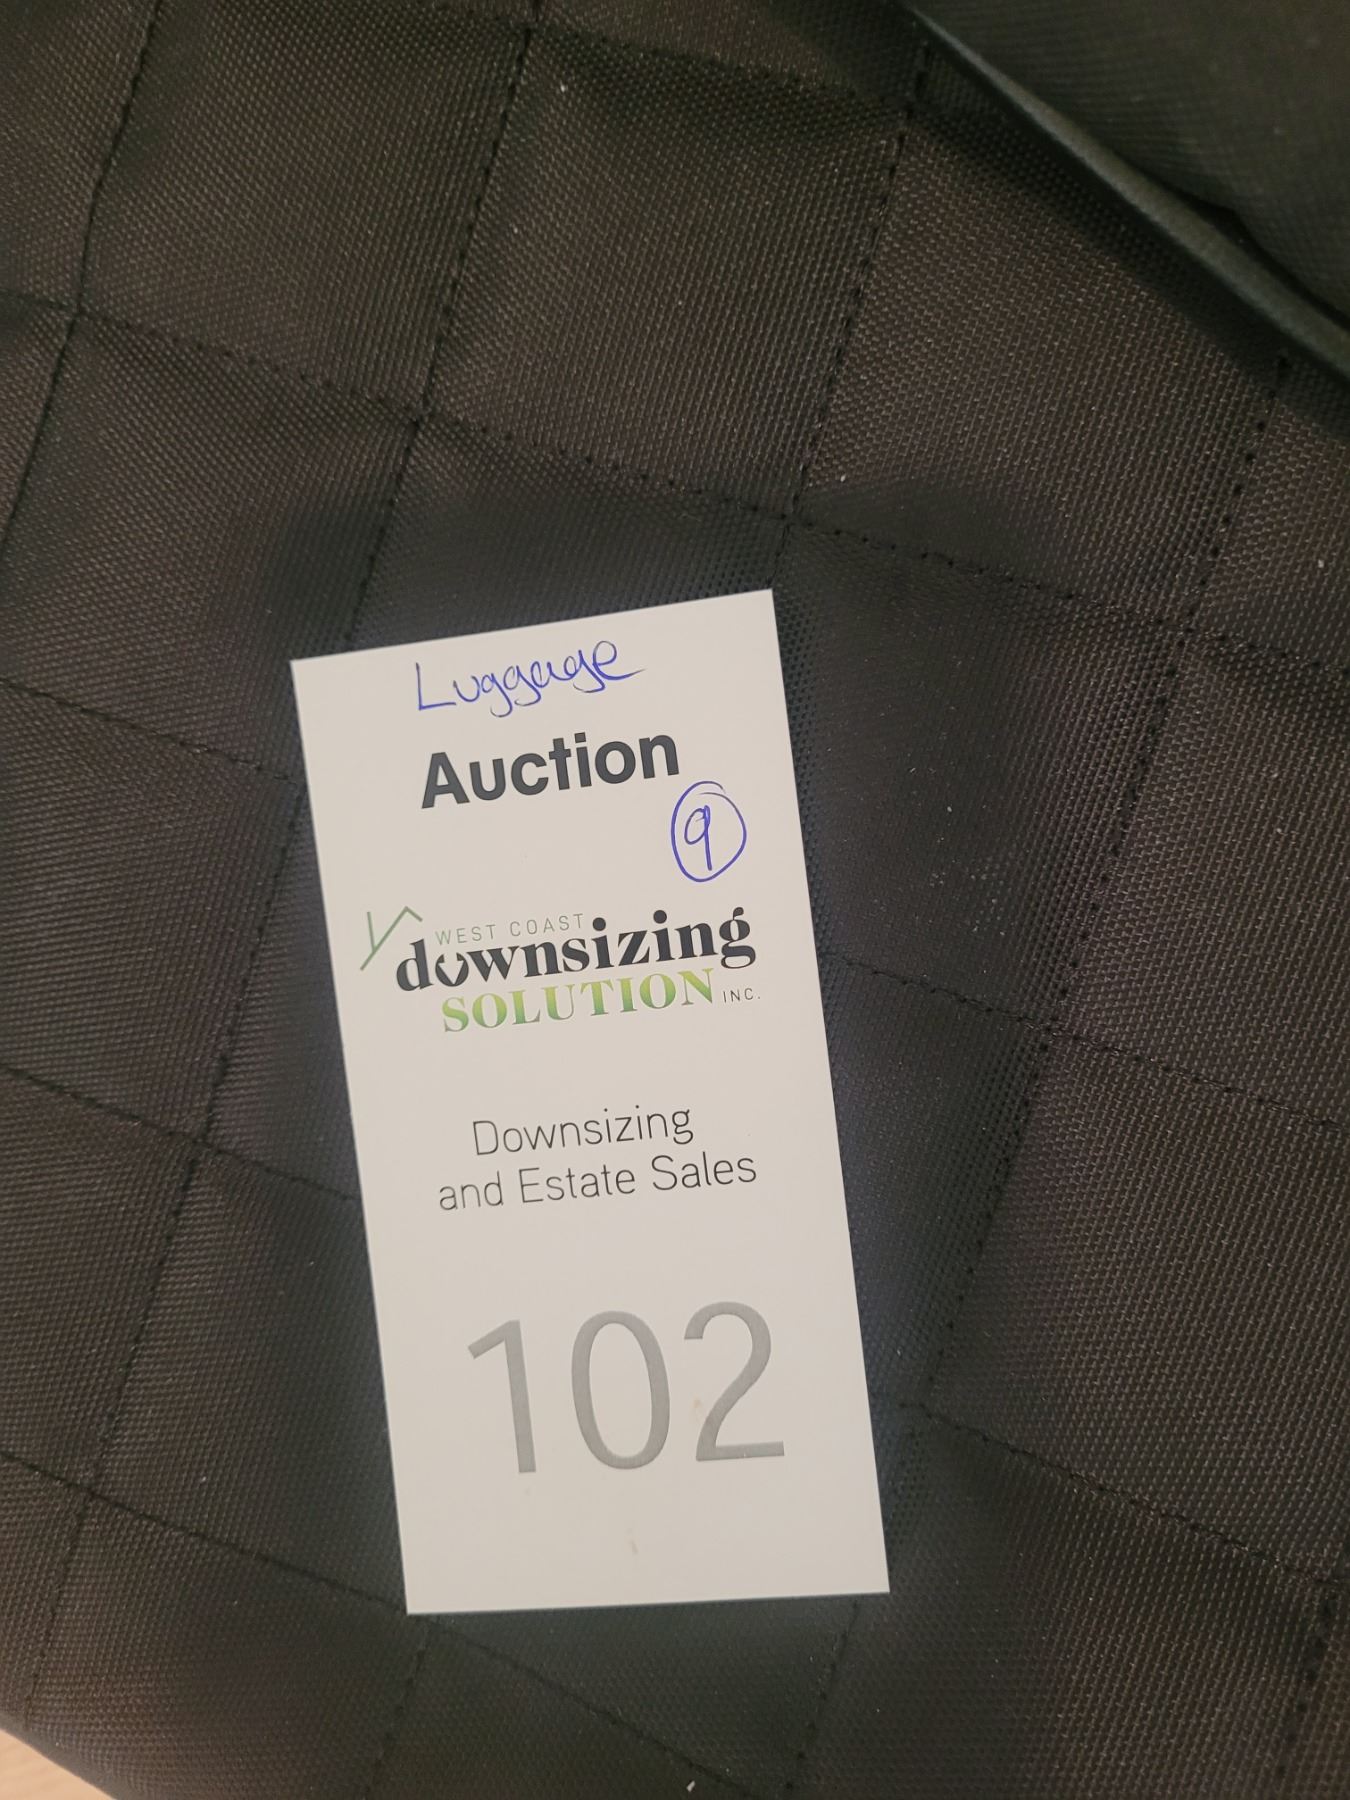 Luggage
Auction
9
WEST COAST
downsizing
SOLUTION INC.
Downsizing
and Estate Sales
102